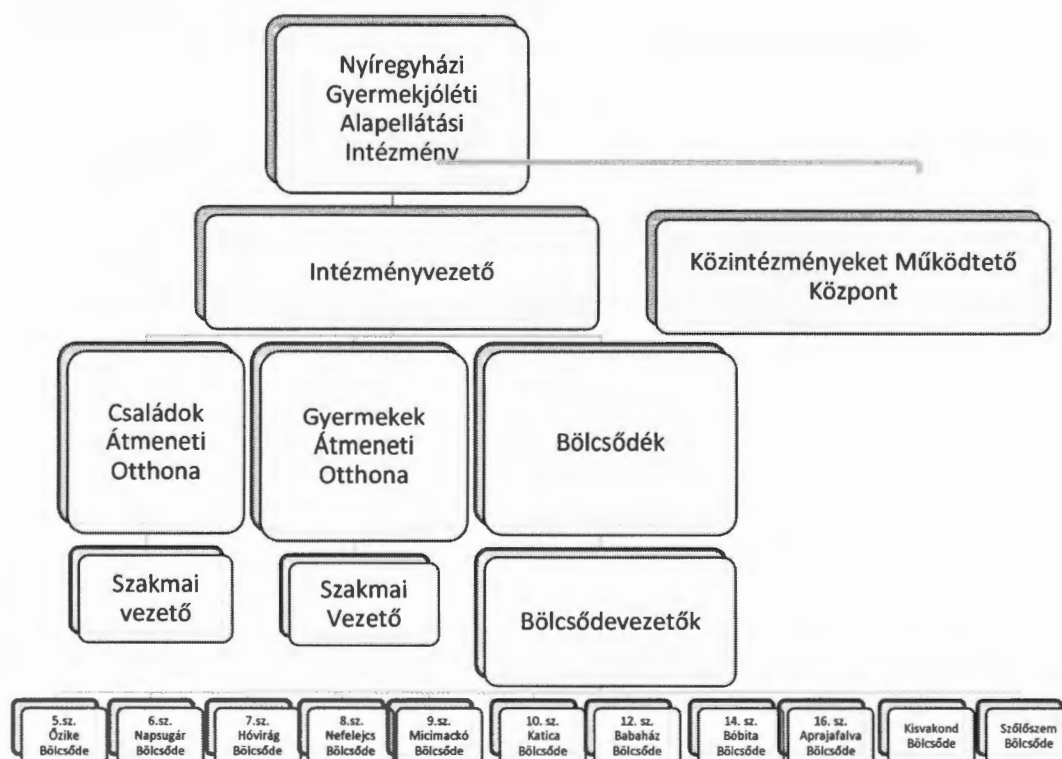 Nyíregyházi
Gyermekjóléti
Alapellátási
Intézmény
Intézményvezető
Közintézményeket Működtető
Központ
Családok
Átmeneti
Otthona
Gyermekek
Átmeneti
Otthona
Bölcsődék
Szakmai
vezető
Szakmai
Vezető
Bölcsődevezetők
5.sz.
Őzike
Bölcsőde
6.sz.
Napsugár
Bölcsőde
7.sz.
Hóvirág
Bölcsőde
8.sz.
Nefelejcs
Bölcsőde
9.sz.
Micimackó
Bölcsőde
10. sz.
Katica
Bölcsőde
12. sz.
Babaház
Bölcsőde
14. sz.
Bóbita
Bölcsőde
16. sz.
Aprajafalva
Bölcsőde
Kisvakond
Bölcsőde
Szőlőszem
Bölcsőde